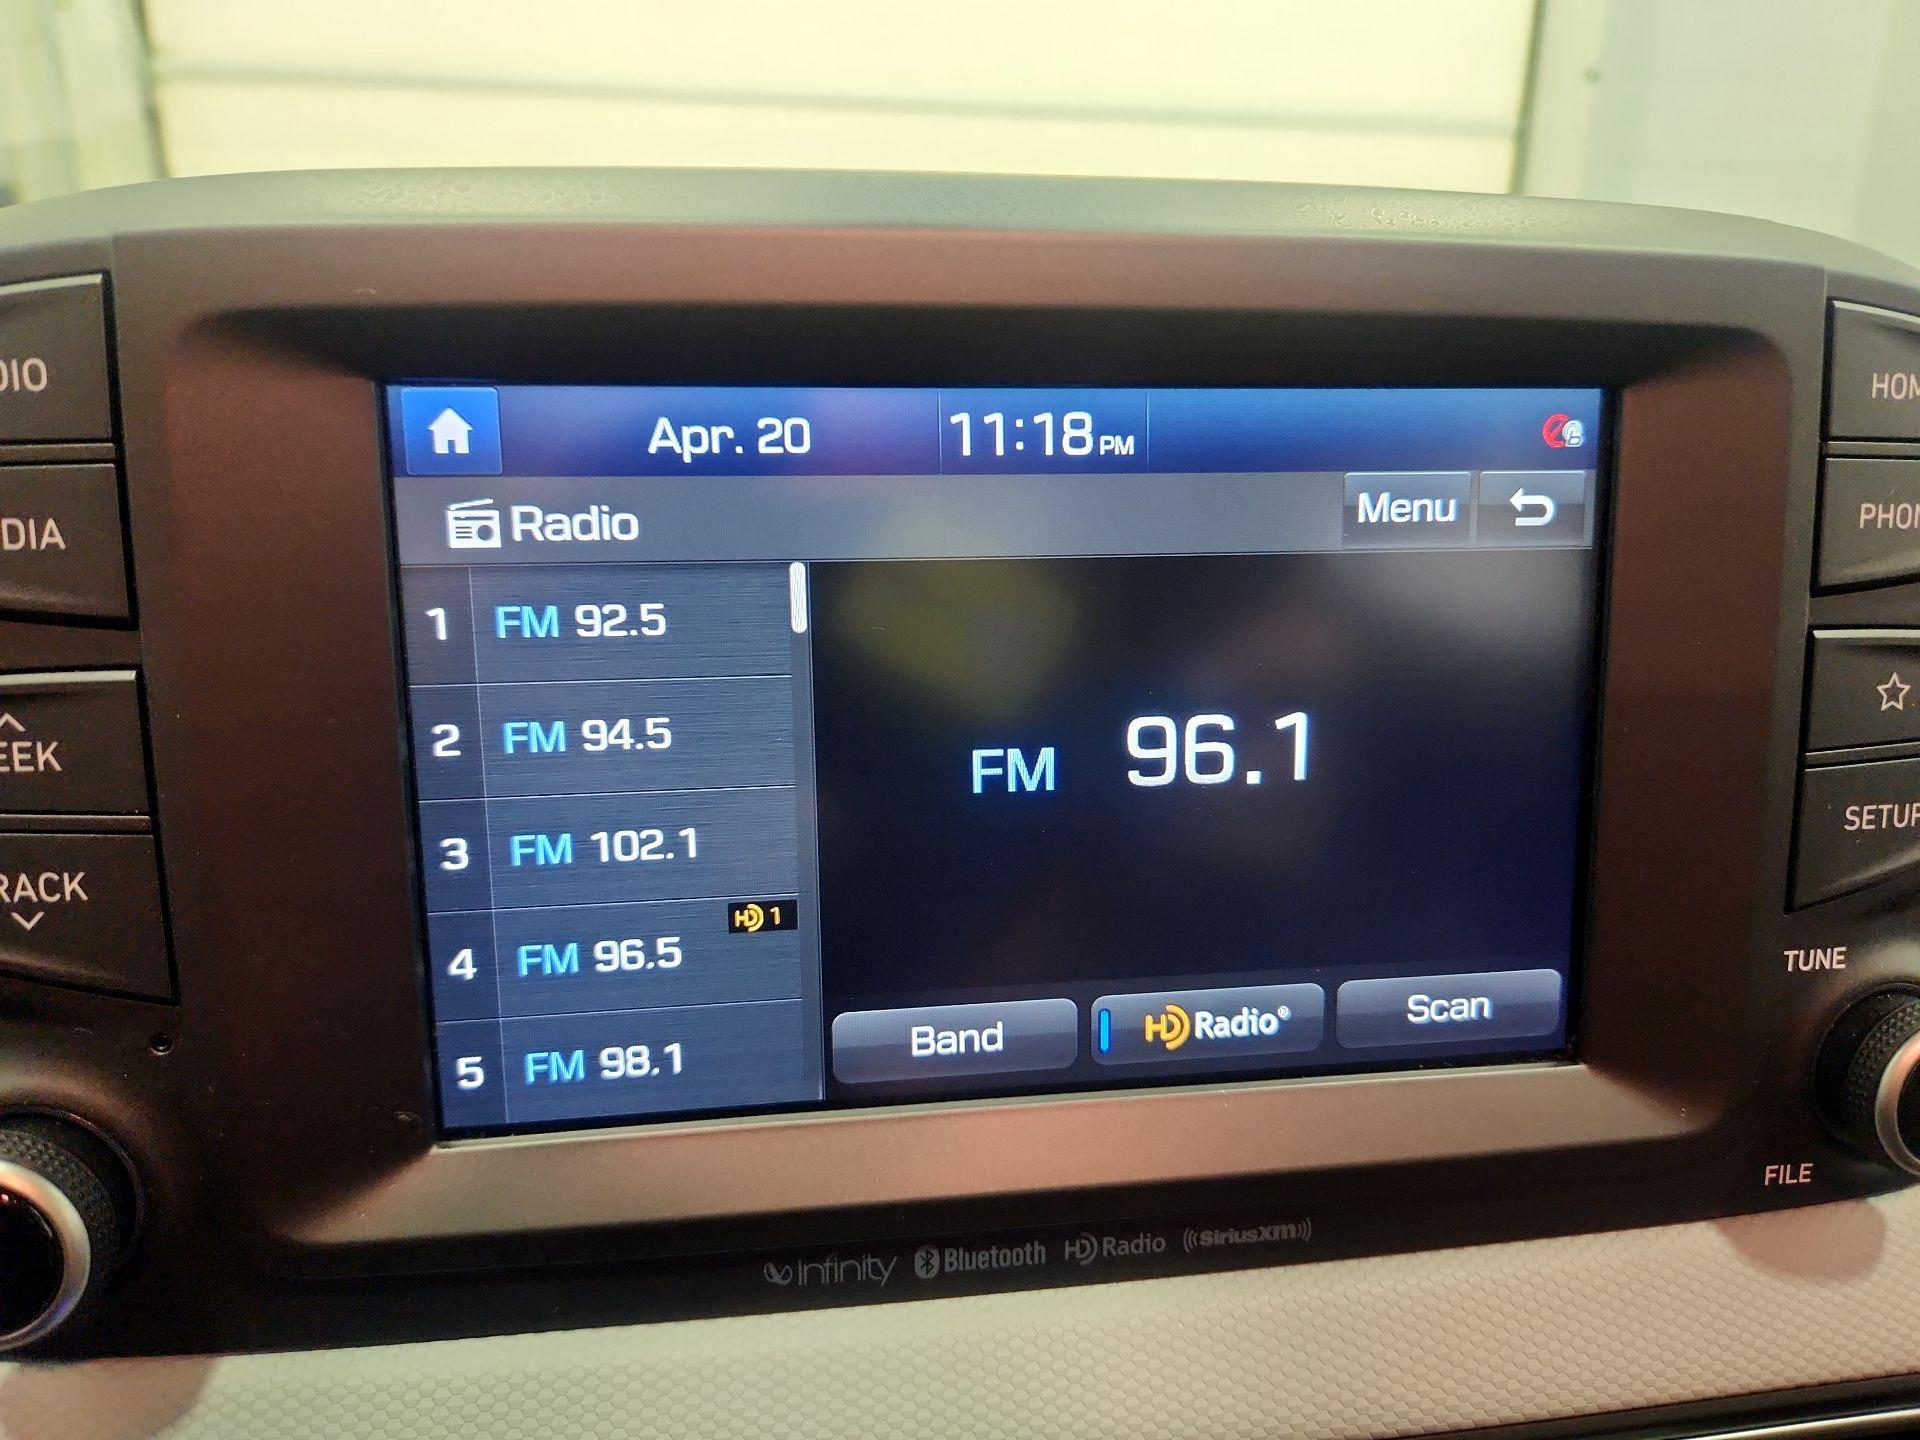 Apr. 20
11:18 PM
Radio
Menu
1 FM 92.5
2 FM 94.5
3 FM 102.1
HD 1
4 FM 96.5
5 FM 98.1
FM 96.1
Band
HD Radio®
Scan
DIO
DIA
EEK
RACK
HOM
PHON
SETUP
TUNE
FILE
Infinity Bluetooth HD Radio ((SiriusXM))